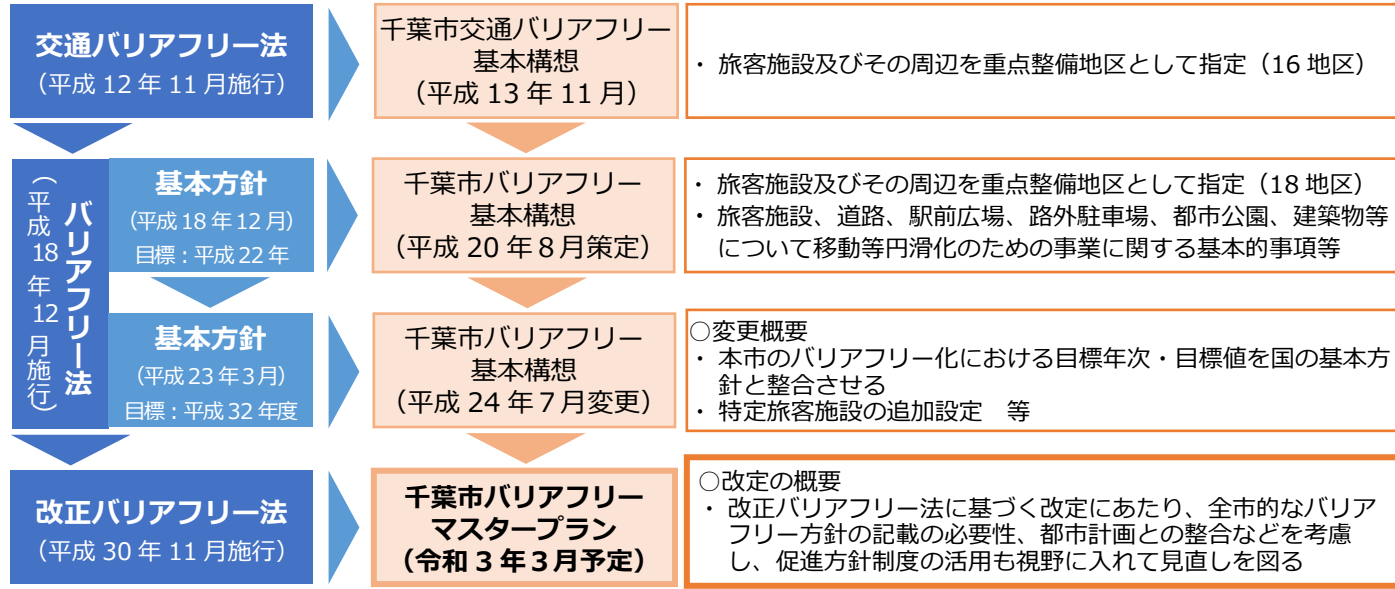 交通バリアフリー法
（平成 12 年 11 月施行）
千葉市交通バリアフリー
基本構想
（平成 13 年 11 月）
・ 旅客施設及びその周辺を重点整備地区として指定（16 地区）
バリアフリー法
（平成 18 年 12 月施行）
基本方針
（平成 18 年 12 月）
目標：平成 22 年
千葉市バリアフリー
基本構想
（平成 20 年８月策定）
・ 旅客施設及びその周辺を重点整備地区として指定（18 地区）
・ 旅客施設、道路、駅前広場、路外駐車場、都市公園、建築物等
について移動等円滑化のための事業に関する基本的事項等
基本方針
（平成 23 年３月）
目標：平成 32 年度
千葉市バリアフリー
基本構想
（平成 24 年７月変更）
○変更概要
・ 本市のバリアフリー化における目標年次・目標値を国の基本方
針と整合させる
・ 特定旅客施設の追加設定　等
改正バリアフリー法
（平成 30 年 11 月施行）
千葉市バリアフリー
マスタープラン
（令和 3 年３月予定）
○改定の概要
・ 改正バリアフリー法に基づく改定にあたり、全市的なバリア
フリー方針の記載の必要性、都市計画との整合などを考慮
し、促進方針制度の活用も視野に入れて見直しを図る